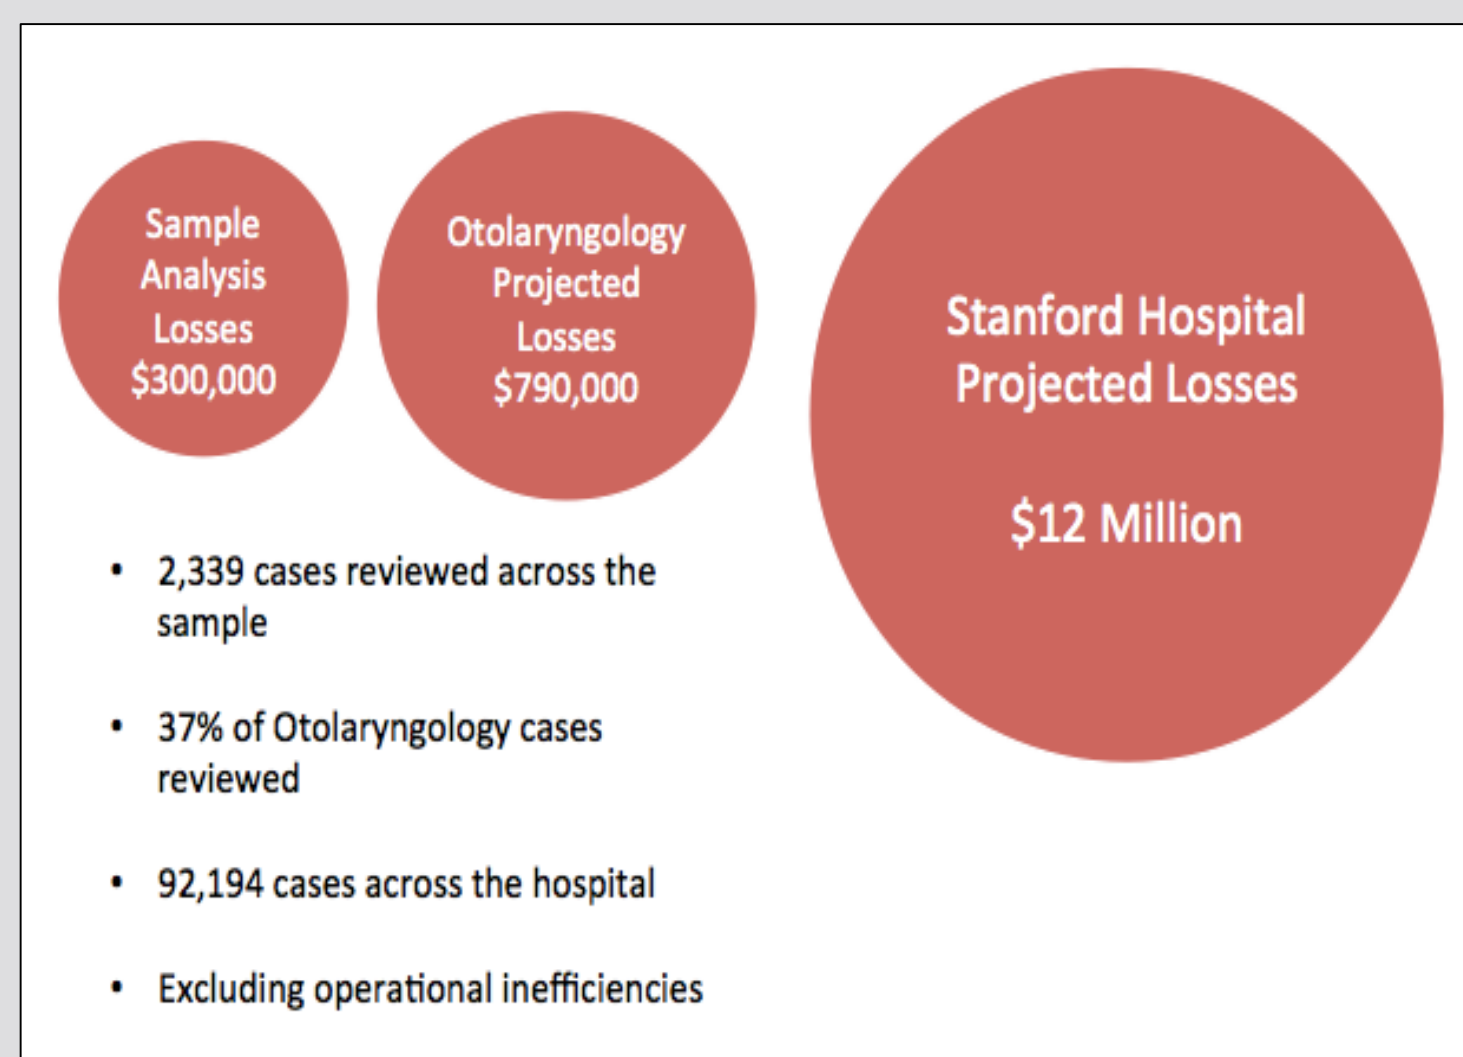 Sample
Analysis
Losses
$300,000
Otolaryngology
Projected
Losses
$790,000
Stanford Hospital
Projected Losses
$12 Million
• 2,339 cases reviewed across the
sample
• 37% of Otolaryngology cases
reviewed
• 92,194 cases across the hospital
• Excluding operational inefficiencies